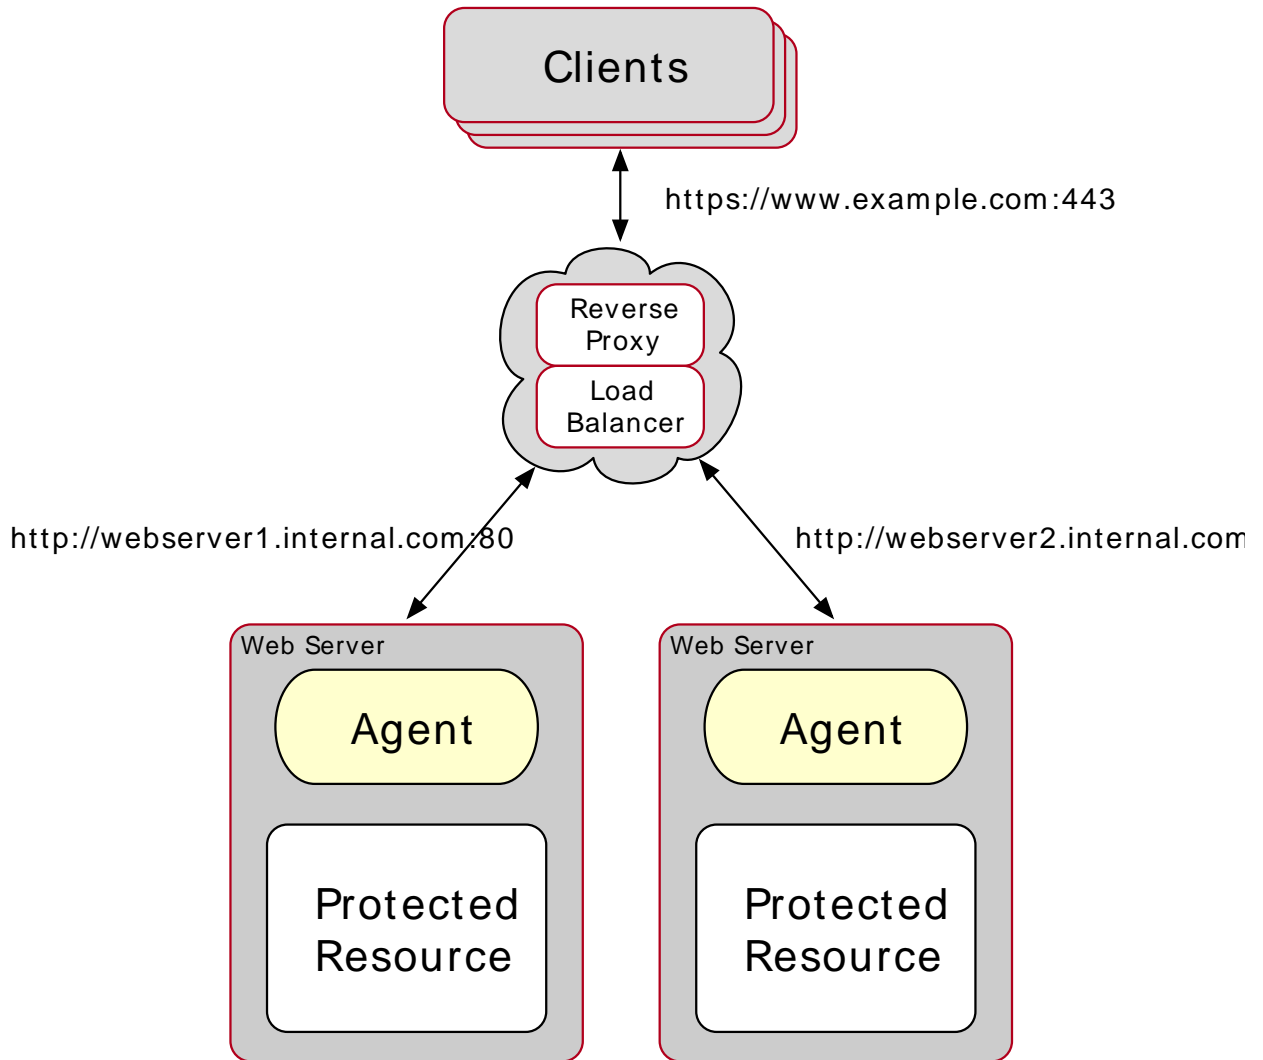 Clients
https://www.example.com:443
Reverse
Proxy
Load
Balancer
http://webserver1.internal.com:80
http://webserver2.internal.com
Web Server
Web Server
Agent
Agent
Protected
Resource
Protected
Resource